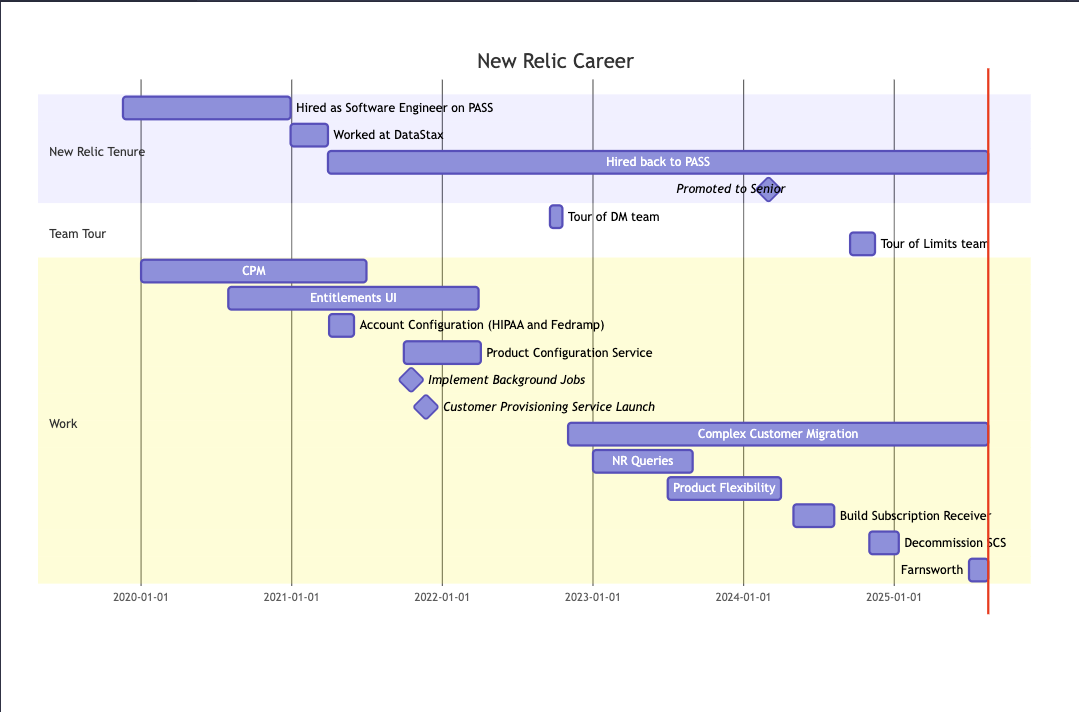 New Relic Career
New Relic Tenure
Hired as Software Engineer on PASS
Worked at DataStax
Hired back to PASS
Promoted to Senior
Team Tour
Tour of DM team
Tour of Limits team
Work
CPM
Entitlements UI
Account Configuration (HIPAA and Fedramp)
Product Configuration Service
Implement Background Jobs
Customer Provisioning Service Launch
Complex Customer Migration
NR Queries
Product Flexibility
Build Subscription Receiver
Decommission SCS
Farnsworth
2020-01-01
2021-01-01
2022-01-01
2023-01-01
2024-01-01
2025-01-01